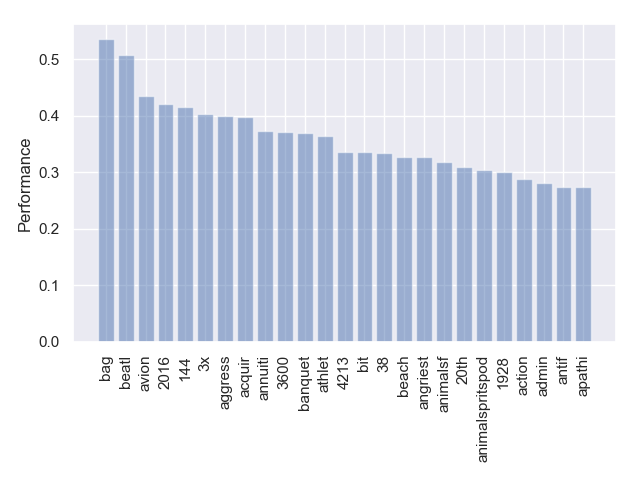 Performance
0.5
0.4
0.3
0.2
0.1
0.0
bag
beatl
avion
2016
144
3x
aggress
acquir
annuiti
3600
banquet
athlet
4213
bit
38
beach
angriest
animalsf
20th
animalspritspod
1928
action
admin
antif
apathi